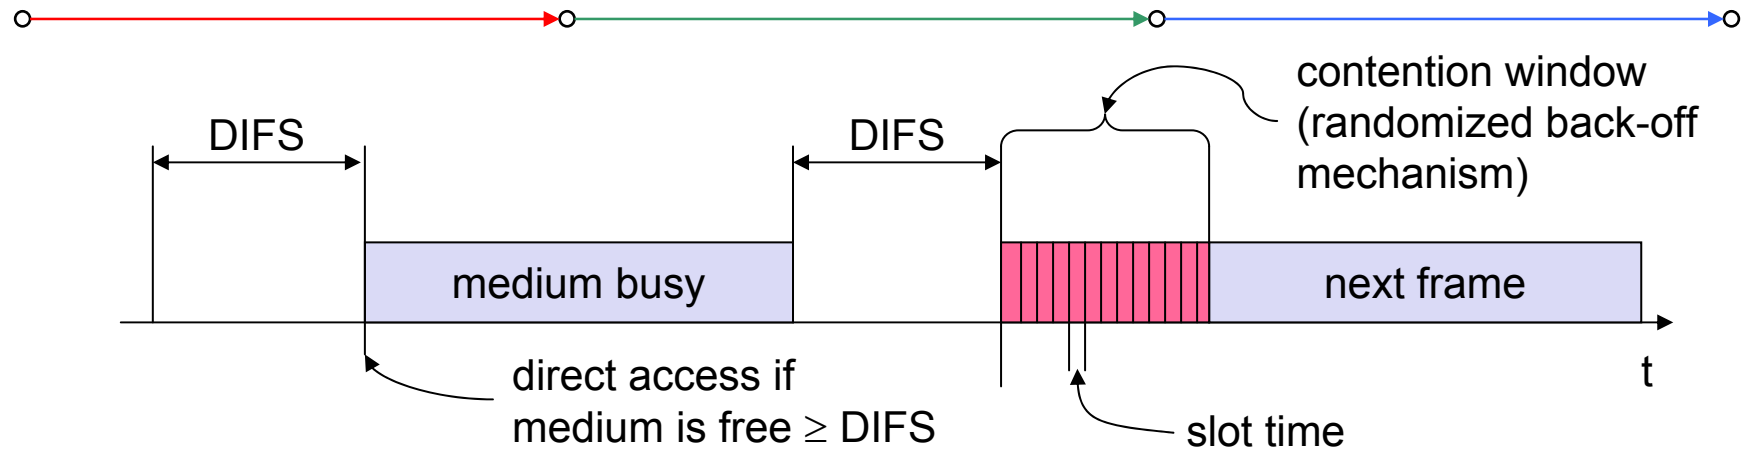 contention window
(randomized back-off
mechanism)
DIFS
DIFS
medium busy
next frame
t
direct access if
medium is free ≥ DIFS
slot time